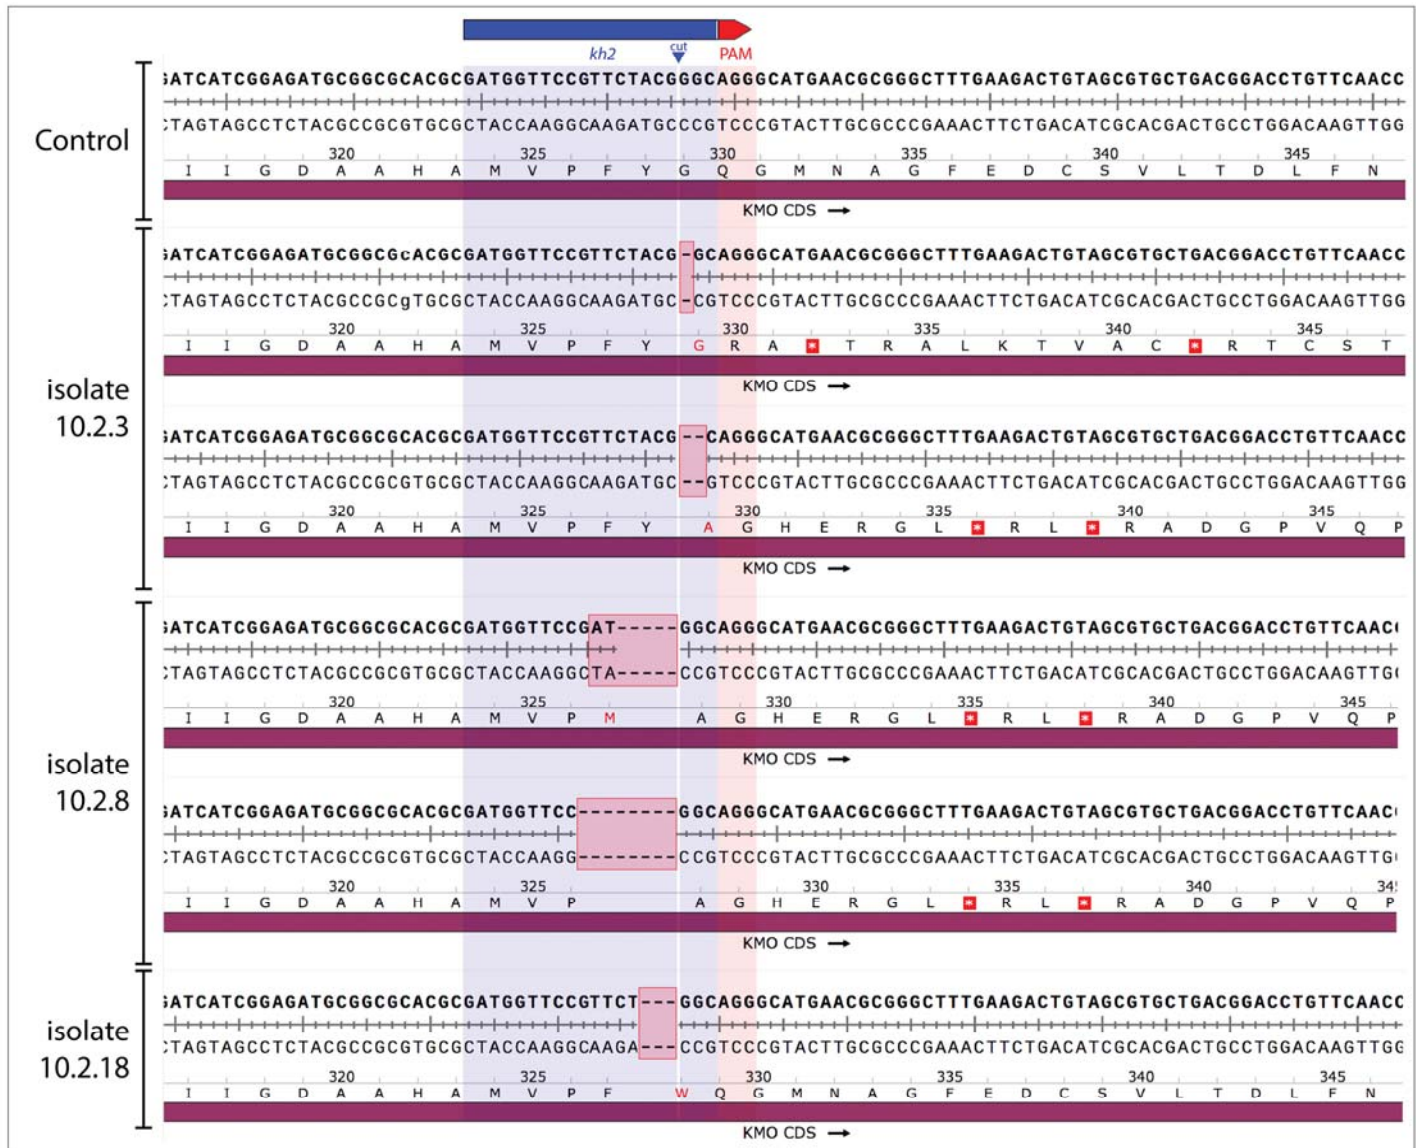 kh2
cut
PAM
Control
GATCATCGGAGATGCGGCGCACGCGATGGTTCCGTTCTACGGGCAGGGCATGAACGCGGGCTTTGAAGACTGTAGCGTGCTGACGGACCTGTTCAACC
CTAGTAGCCTCTACGCCGCGTGCGCTACCAAGGCAAGATGCCCGTCCCGTACTTGCGCCCGAAACTTCTGACATCGCACGACTGCCTGGACAAGTTGG
320 325 330 335 340 345
I I G D A A H A M V P F Y G Q G M N A G F E D C S V L T D L F N
KMO CDS →
isolate
10.2.3
GATCATCGGAGATGCGGCGcACGCGATGGTTCCGTTCTACG-GCAGGGCATGAACGCGGGCTTTGAAGACTGTAGCGTGCTGACGGACCTGTTCAACC
CTAGTAGCCTCTACGCCGCgTGCGCTACCAAGGCAAGATGC-CGTCCCGTACTTGCGCCCGAAACTTCTGACATCGCACGACTGCCTGGACAAGTTGG
320 325 330 335 340 345
I I G D A A H A M V P F Y G R A * T R A L K T V A C * R T C S T
KMO CDS →
GATCATCGGAGATGCGGCGCACGCGATGGTTCCGTTCTACG--CAGGGCATGAACGCGGGCTTTGAAGACTGTAGCGTGCTGACGGACCTGTTCAACC
CTAGTAGCCTCTACGCCGCGTGCGCTACCAAGGCAAGATGC--GTCCCGTACTTGCGCCCGAAACTTCTGACATCGCACGACTGCCTGGACAAGTTGG
320 325 330 335 340 345
I I G D A A H A M V P F Y A G H E R G L * R L * R A D G P V Q P
KMO CDS →
isolate
10.2.8
GATCATCGGAGATGCGGCGCACGCGATGGTTCCGAT-----GGCAGGGCATGAACGCGGGCTTTGAAGACTGTAGCGTGCTGACGGACCTGTTCAAC
CTAGTAGCCTCTACGCCGCGTGCGCTACCAAGGCTA-----CCGTCCCGTACTTGCGCCCGAAACTTCTGACATCGCACGACTGCCTGGACAAGTTG
320 325 330 335 340 345
I I G D A A H A M V P M A G H E R G L * R L * R A D G P V Q P
KMO CDS →
GATCATCGGAGATGCGGCGCACGCGATGGTTCC--------GGCAGGGCATGAACGCGGGCTTTGAAGACTGTAGCGTGCTGACGGACCTGTTCAAC
CTAGTAGCCTCTACGCCGCGTGCGCTACCAAGG--------CCGTCCCGTACTTGCGCCCGAAACTTCTGACATCGCACGACTGCCTGGACAAGTTG
320 325 330 335 340 345
I I G D A A H A M V P A G H E R G L * R L * R A D G P V Q P
KMO CDS →
isolate
10.2.18
GATCATCGGAGATGCGGCGCACGCGATGGTTCCGTTCT---GGCAGGGCATGAACGCGGGCTTTGAAGACTGTAGCGTGCTGACGGACCTGTTCAACC
CTAGTAGCCTCTACGCCGCGTGCGCTACCAAGGCAAGA---CCGTCCCGTACTTGCGCCCGAAACTTCTGACATCGCACGACTGCCTGGACAAGTTGG
320 325 330 335 340 345
I I G D A A H A M V P F W Q G M N A G F E D C S V L T D L F N
KMO CDS →